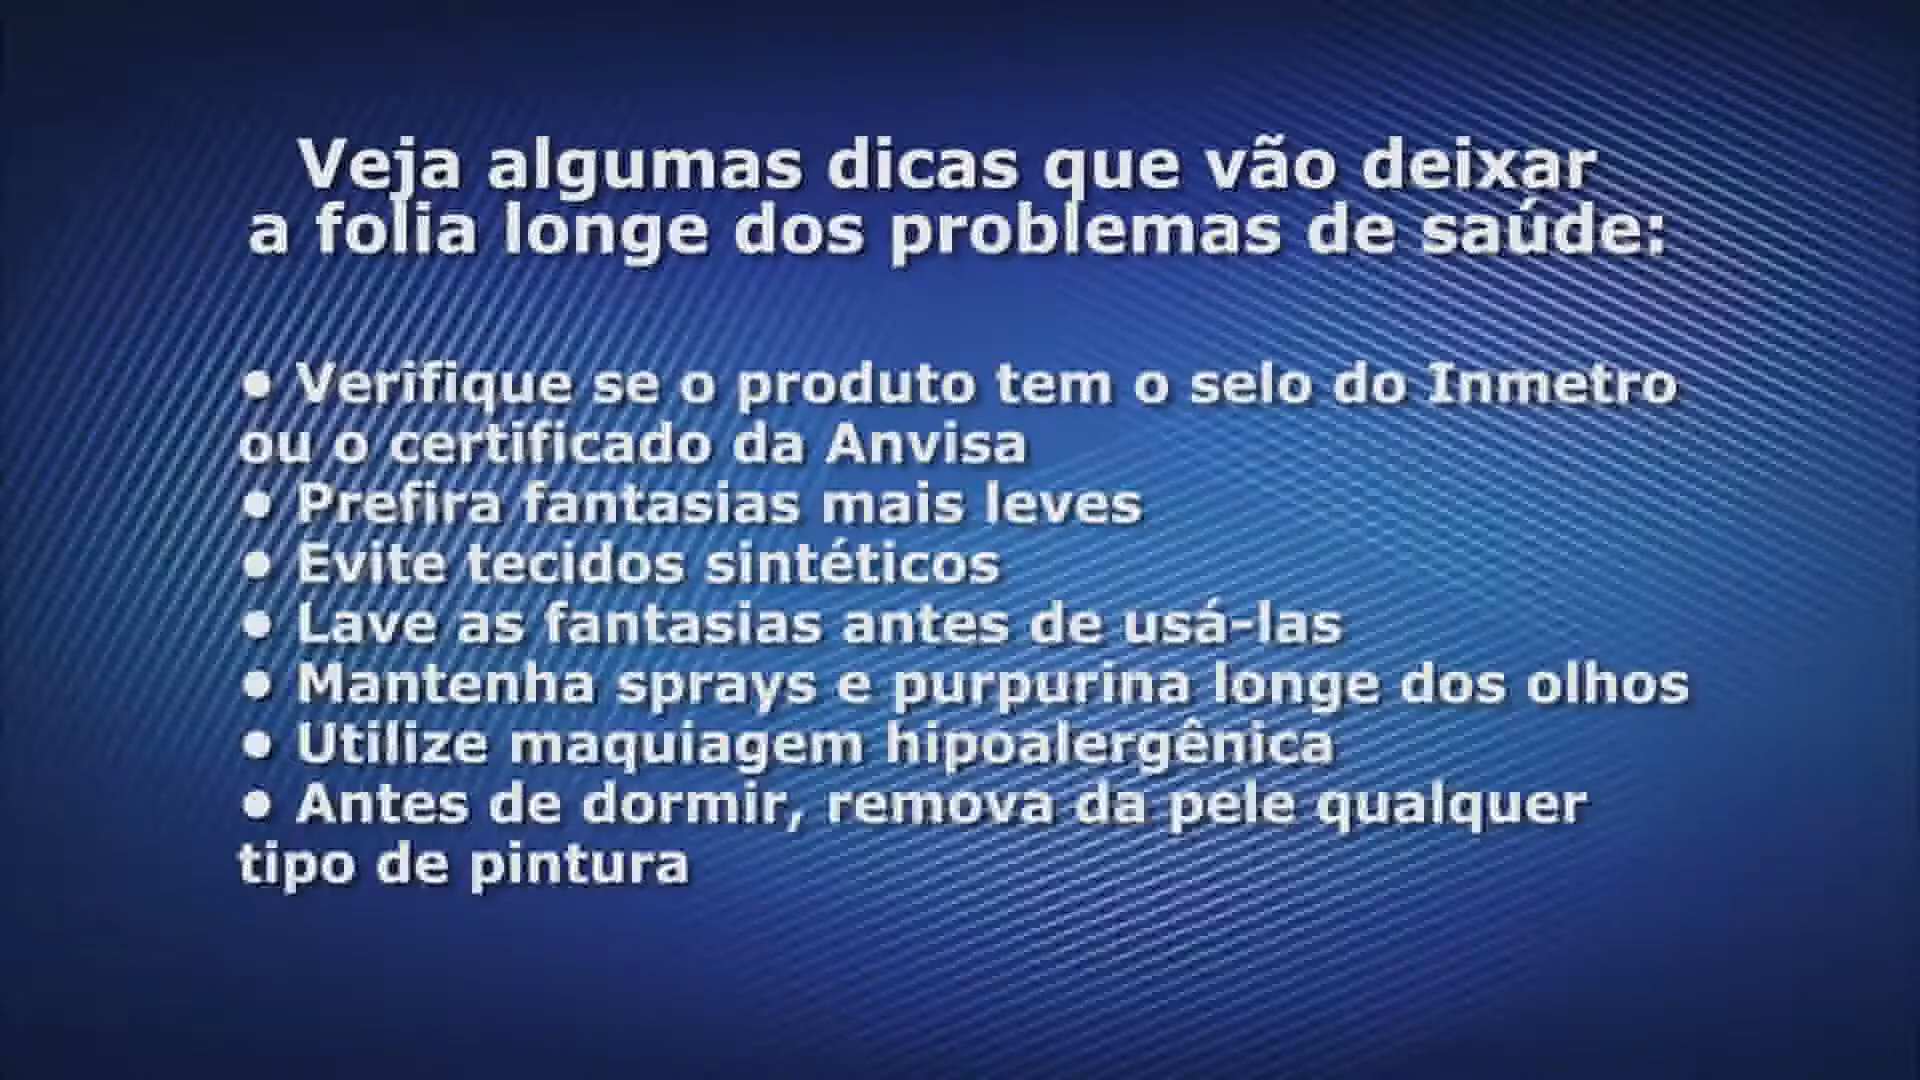 Veja algumas dicas que vão deixar
a folia longe dos problemas de saúde:
• Verifique se o produto tem o selo do Inmetro
ou o certificado da Anvisa
• Prefira fantasias mais leves
• Evite tecidos sintéticos
• Lave as fantasias antes de usá-las
• Mantenha sprays e purpurina longe dos olhos
• Utilize maquiagem hipoalergênica
• Antes de dormir, remova da pele qualquer
tipo de pintura